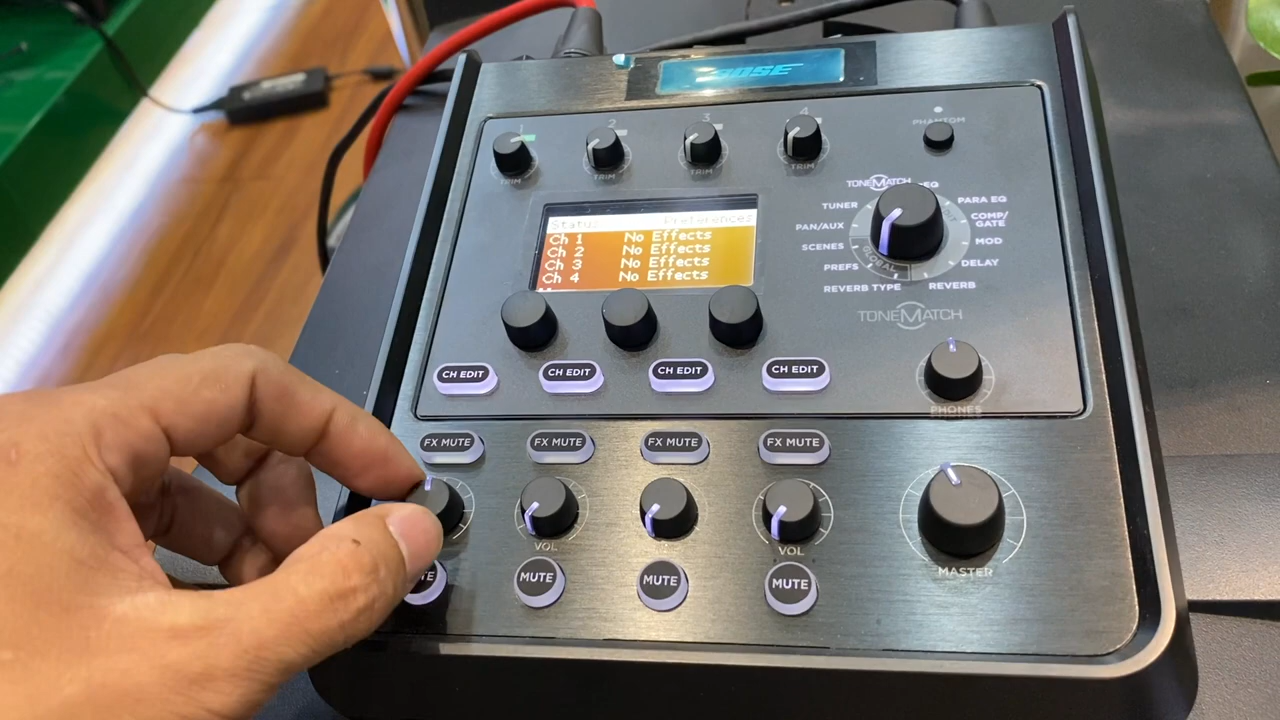 BOSE
1 2 3 4
TRIM TRIM TRIM TRIM
PHANTOM
Status Preferences
Ch 1 No Effects
Ch 2 No Effects
Ch 3 No Effects
Ch 4 No Effects
TONEMATCH
EQ
TUNER
PARA EQ
PAN/AUX
COMP/
GATE
SCENES
MOD
PREFS
DELAY
REVERB TYPE
REVERB
GLOBAL
TONEMATCH
CH EDIT CH EDIT CH EDIT CH EDIT
PHONES
FX MUTE FX MUTE FX MUTE FX MUTE
VOL VOL
MASTER
MUTE MUTE MUTE